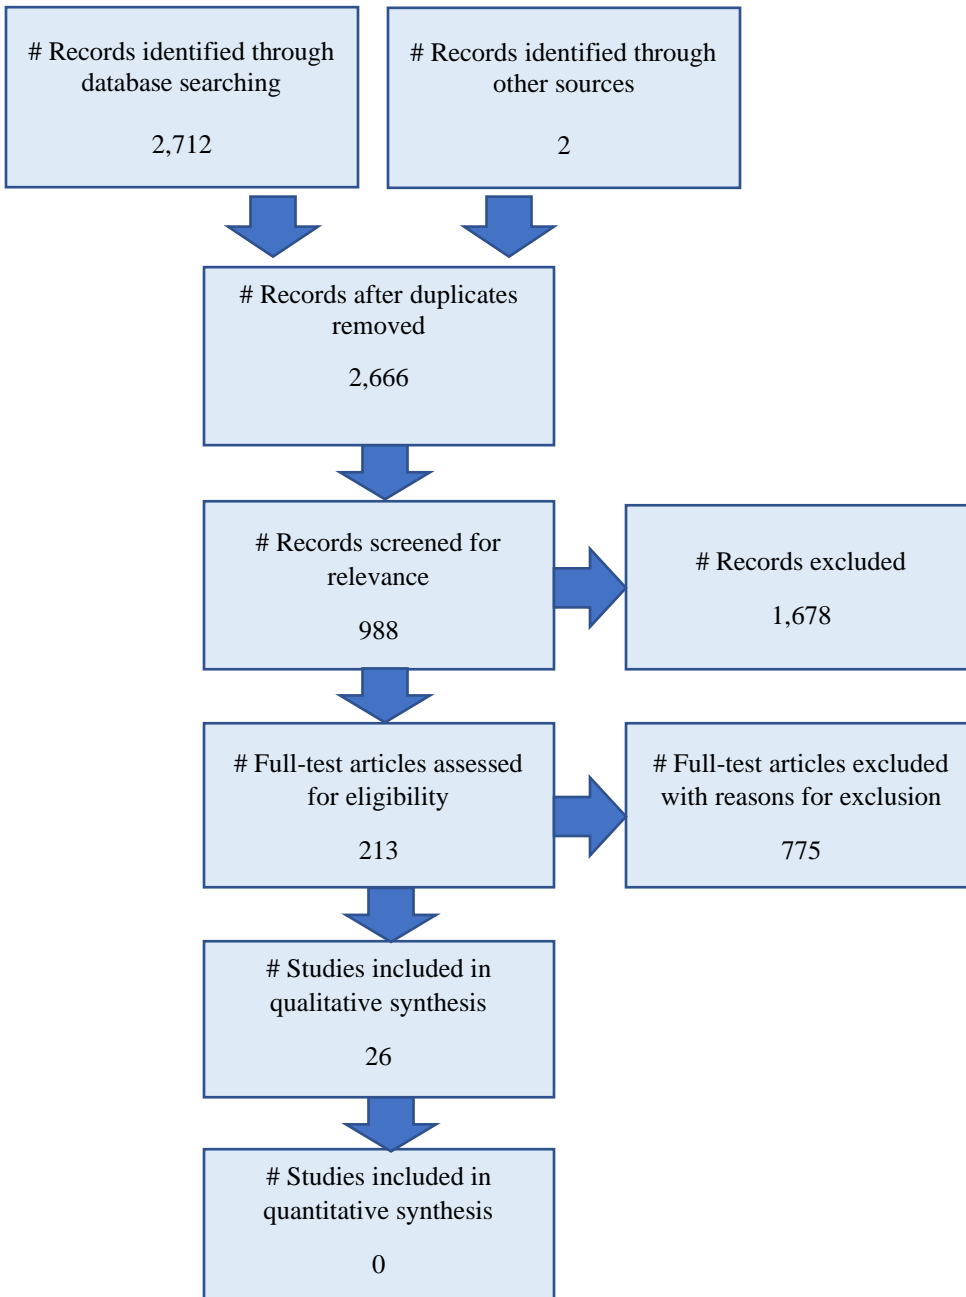 # Records identified through
database searching
2,712
# Records identified through
other sources
2
# Records after duplicates
removed
2,666
# Records screened for
relevance
988
# Records excluded
1,678
# Full-test articles assessed
for eligibility
213
# Full-test articles excluded
with reasons for exclusion
775
# Studies included in
qualitative synthesis
26
# Studies included in
quantitative synthesis
0